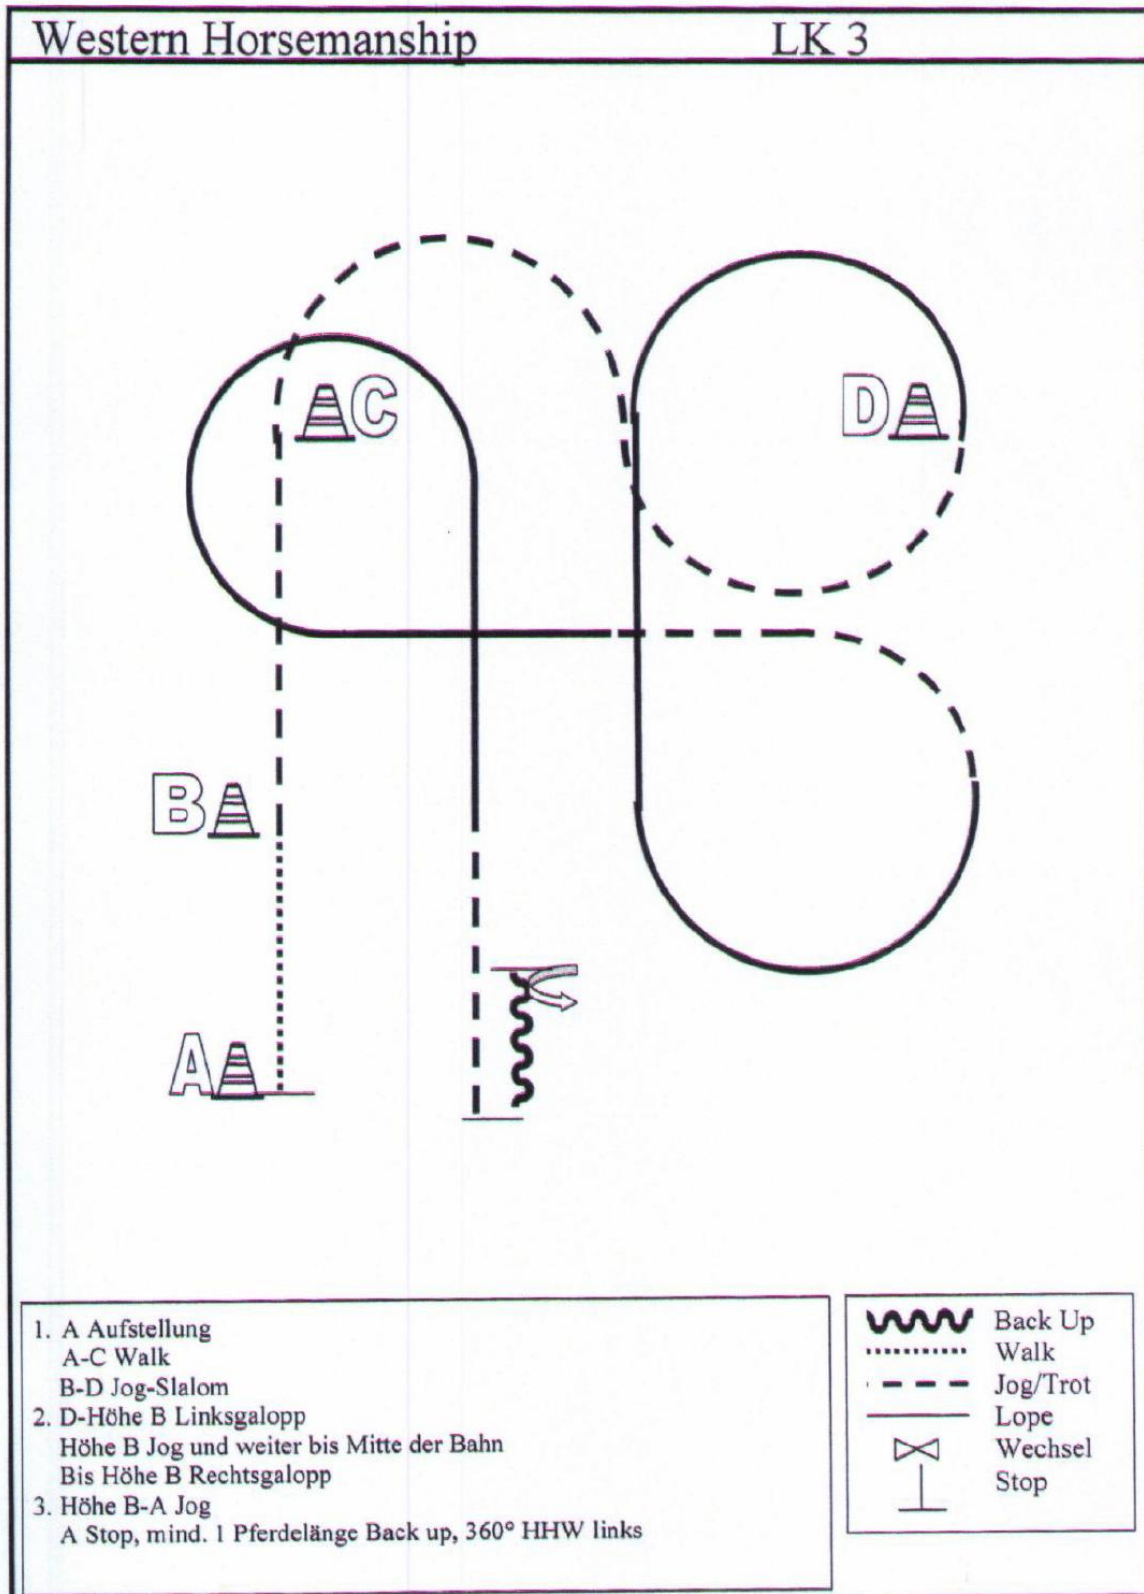 Western Horsemanship LK 3
C
D
B
A
1. A Aufstellung
A-C Walk
B-D Jog-Slalom
2. D-Höhe B Linksgalopp
Höhe B Jog und weiter bis Mitte der Bahn
Bis Höhe B Rechtsgalopp
3. Höhe B-A Jog
A Stop, mind. 1 Pferdelänge Back up, 360° HHW links
Back Up
Walk
Jog/Trot
Lope
Wechsel
Stop